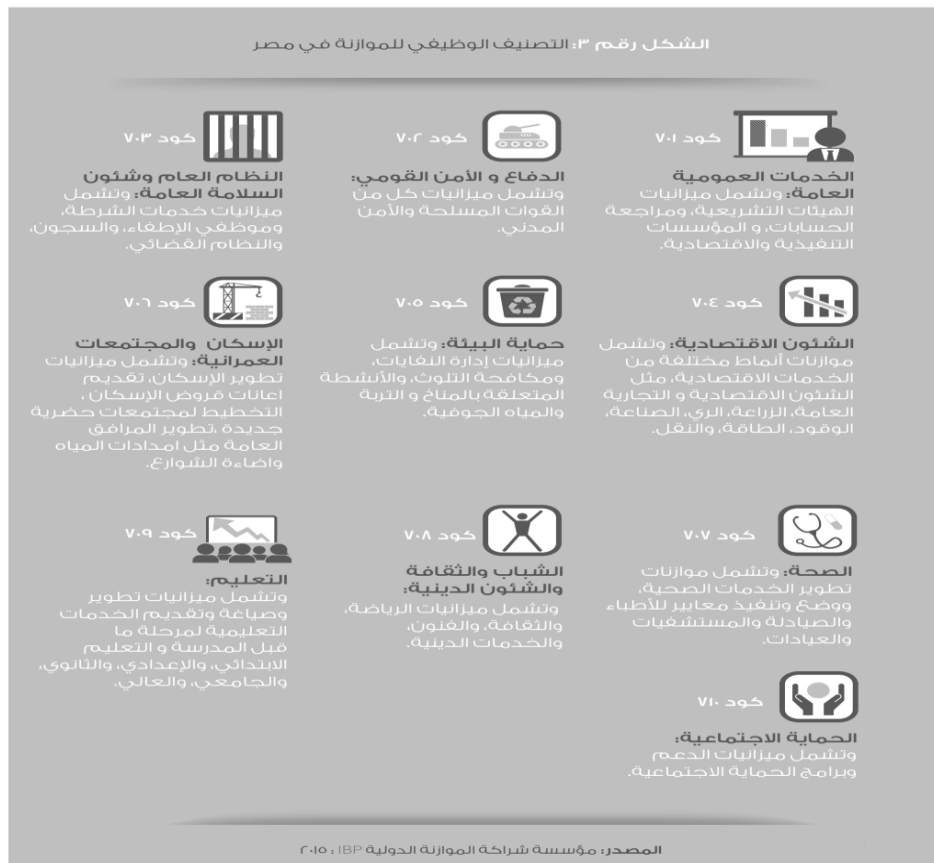 الشكل رقم ٣: التصنيف الوظيفي للموازنة في مصر
كود ٧٠١
الخدمات العمومية
العامة: وتشمل ميزانيات
الهيئات التشريعية، ومراجعة
الحسابات، و المؤسسات
التنفيذية والاقتصادية.
كود ٧٠٢
الدفاع و الأمن القومي:
وتشمل ميزانيات كل من
القوات المسلحة والأمن
المدني.
كود ٧٠٣
النظام العام وشئون
السلامة العامة: وتشمل
ميزانيات خدمات الشرطة،
وموظفي الإطفاء، والسجون،
والنظام القضائي.
كود ٧٠٤
الشئون الاقتصادية: وتشمل
موازنات أنماط مختلفة من
الخدمات الاقتصادية، مثل
الشئون الاقتصادية و التجارية
العامة، الزراعة، الري، الصناعة،
الوقود، الطاقة، والنقل.
كود ٧٠٥
حماية البيئة: وتشمل
ميزانيات إدارة النفايات،
ومكافحة التلوث، والأنشطة
المتعلقة بالمناخ و التربة
والمياه الجوفية.
كود ٧٠٦
الإسكان والمجتمعات
العمرانية: وتشمل ميزانيات
تطوير الإسكان، تقديم
اعانات قروض الإسكان ،
التخطيط لمجتمعات حضرية
جديدة ،تطوير المرافق
العامة مثل امدادات المياه
واضاءة الشوارع.
كود ٧٠٧
الصحة: وتشمل موازنات
تطوير الخدمات الصحية،
ووضع وتنفيذ معايير للأطباء
والصيادلة والمستشفيات
والعيادات.
كود ٧٠٨
الشباب والثقافة
والشئون الدينية:
وتشمل ميزانيات الرياضة،
والثقافة، والفنون،
والخدمات الدينية.
كود ٧٠٩
التعليم:
وتشمل ميزانيات تطوير
وصياغة وتقديم الخدمات
التعليمية لمرحلة ما
قبل المدرسة و التعليم
الابتدائي، والإعدادي، والثانوي،
والجامعي، والعالي.
كود ٧١٠
الحماية الاجتماعية:
وتشمل ميزانيات الدعم
وبرامج الحماية الاجتماعية.
المصدر: مؤسسة شراكة الموازنة الدولية IBP ، ٢٠١٥